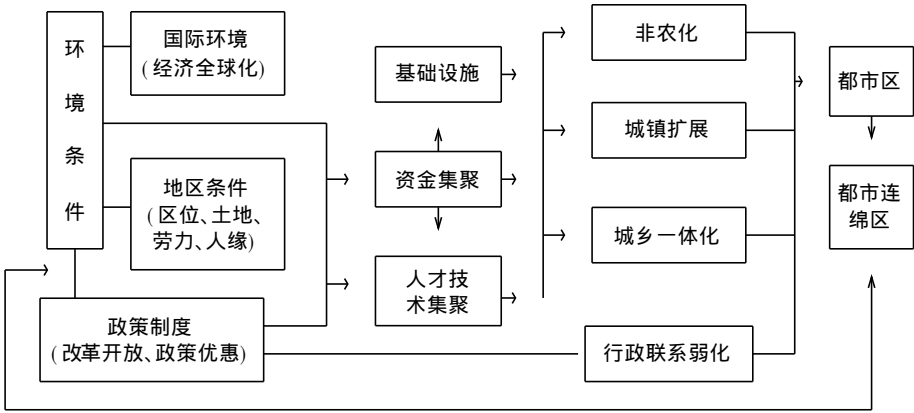 环
境
条
件
国际环境
(经济全球化)
地区条件
(区位、土地、
劳力、人缘)
政策制度
(改革开放、政策优惠)
基础设施
资金集聚
人才技
术集聚
非农化
城镇扩展
城乡一体化
行政联系弱化
都市区
都市连
绵区